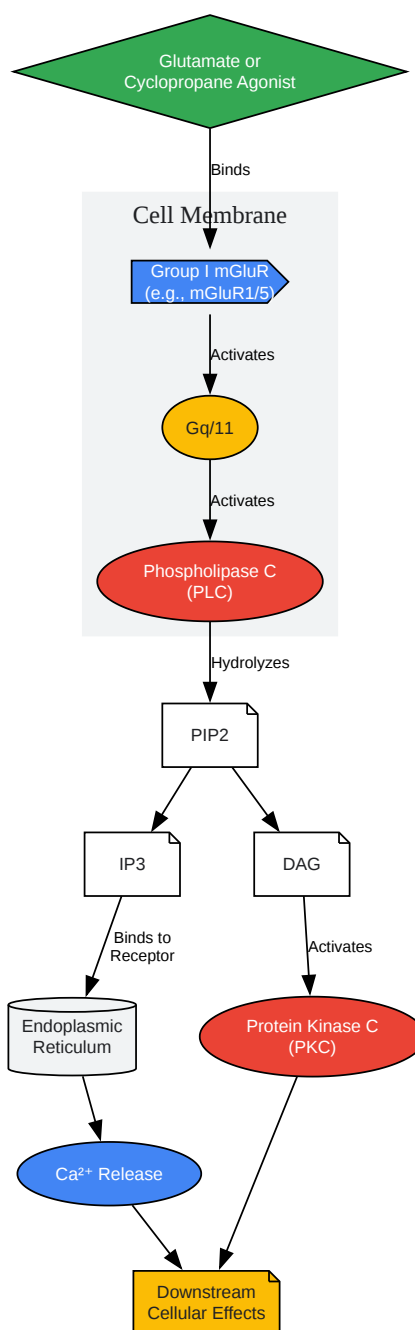 Glutamate or
Cyclopropane Agonist
Binds
Cell Membrane
Group I mGluR
(e.g., mGluR1/5)
Activates
Gq/11
Activates
Phospholipase C
(PLC)
Hydrolyzes
PIP2
IP3
DAG
Binds to
Receptor
Activates
Endoplasmic
Reticulum
Protein Kinase C
(PKC)
Ca²⁺ Release
Downstream
Cellular Effects